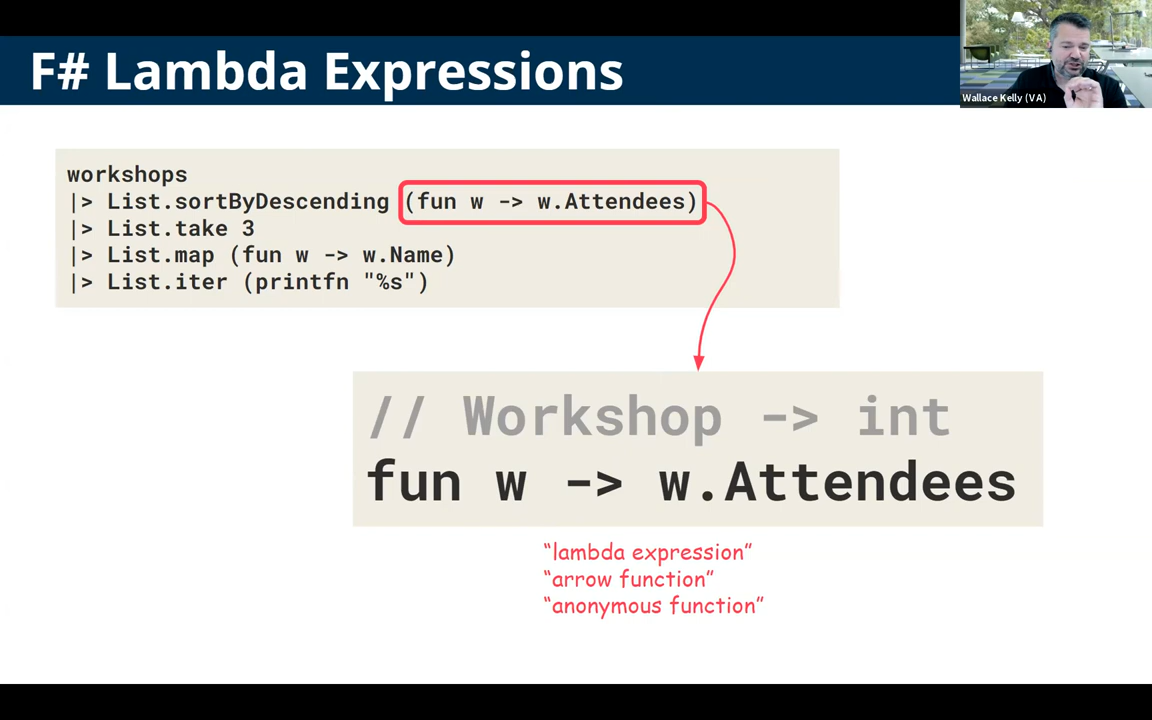 F# Lambda Expressions
Wallace Kelly (VA)
workshops
|> List.sortByDescending (fun w -> w.Attendees)
|> List.take 3
|> List.map (fun w -> w.Name)
|> List.iter (printfn "%s")
// Workshop -> int
fun w -> w.Attendees
“lambda expression”
“arrow function”
“anonymous function”